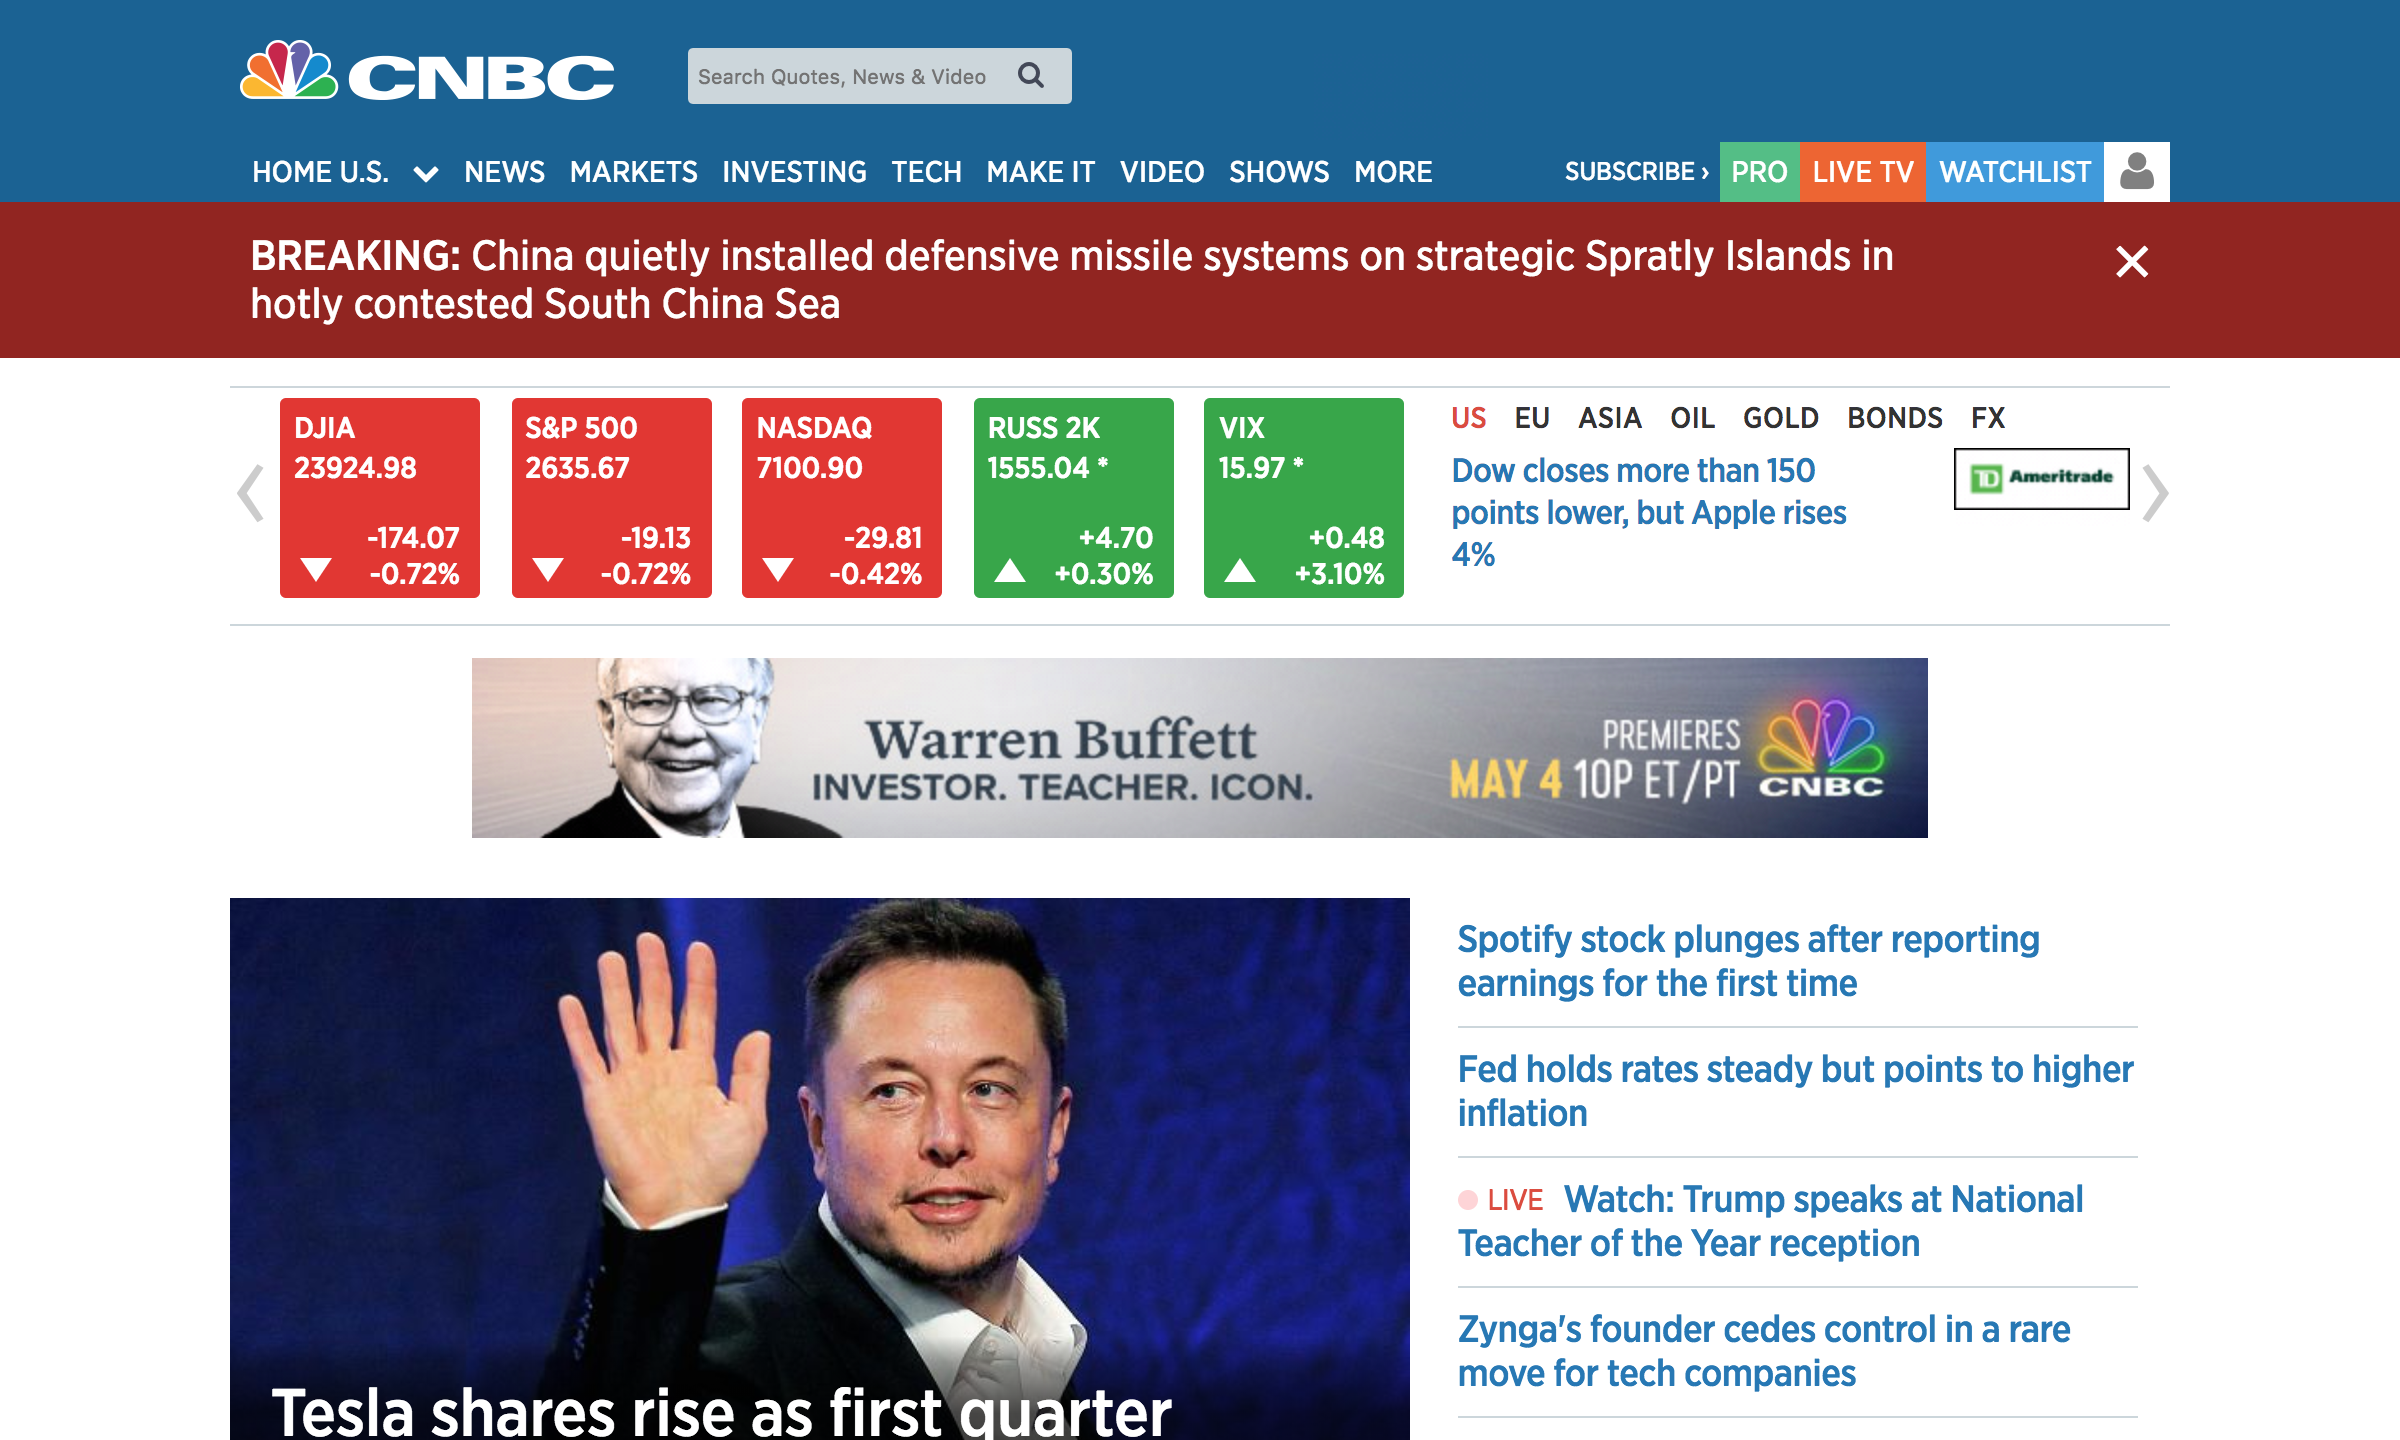 CNBC
Search Quotes, News & Video
HOME U.S. NEWS MARKETS INVESTING TECH MAKE IT VIDEO SHOWS MORE SUBSCRIBE › PRO LIVE TV WATCHLIST
BREAKING: China quietly installed defensive missile systems on strategic Spratly Islands in
hotly contested South China Sea
DJIA
23924.98
-174.07
-0.72%
S&P 500
2635.67
-19.13
-0.72%
NASDAQ
7100.90
-29.81
-0.42%
RUSS 2K
1555.04 *
+4.70
+0.30%
VIX
15.97 *
+0.48
+3.10%
US EU ASIA OIL GOLD BONDS FX
Dow closes more than 150
points lower, but Apple rises
4%
TD Ameritrade
Warren Buffett
INVESTOR. TEACHER. ICON.
PREMIERES
MAY 4 10P ET/PT
CNBC
Tesla shares rise as first quarter
Spotify stock plunges after reporting
earnings for the first time
Fed holds rates steady but points to higher
inflation
LIVE Watch: Trump speaks at National
Teacher of the Year reception
Zynga's founder cedes control in a rare
move for tech companies